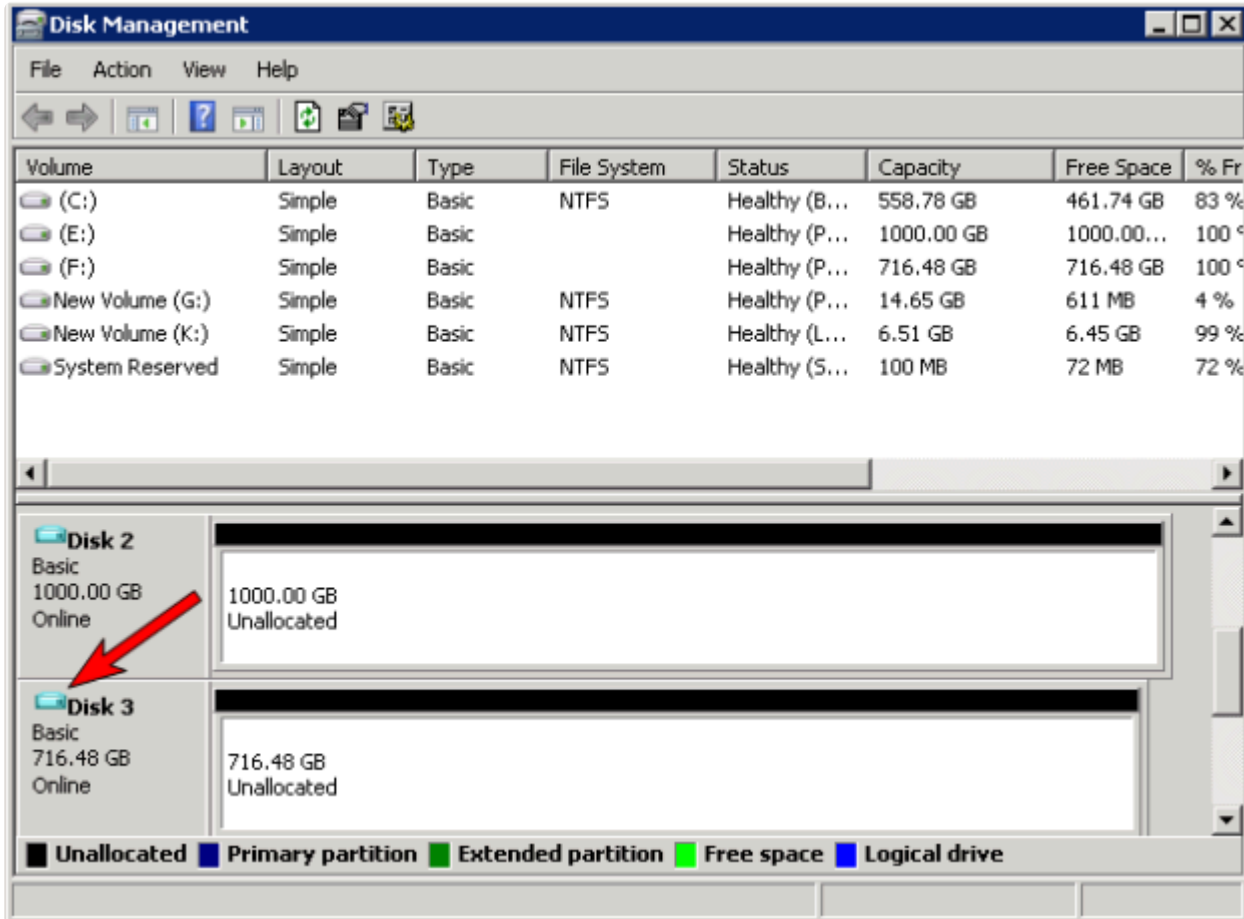 Disk Management
File Action View Help
Volume Layout Type File System Status Capacity Free Space % Fr
(C:) Simple Basic NTFS Healthy (B... 558.78 GB 461.74 GB 83 %
(E:) Simple Basic Healthy (P... 1000.00 GB 1000.00... 100 %
(F:) Simple Basic Healthy (P... 716.48 GB 716.48 GB 100 %
New Volume (G:) Simple Basic NTFS Healthy (P... 14.65 GB 611 MB 4 %
New Volume (K:) Simple Basic NTFS Healthy (L... 6.51 GB 6.45 GB 99 %
System Reserved Simple Basic NTFS Healthy (S... 100 MB 72 MB 72 %
Disk 2
Basic
1000.00 GB
Online
1000.00 GB
Unallocated
Disk 3
Basic
716.48 GB
Online
716.48 GB
Unallocated
Unallocated Primary partition Extended partition Free space Logical drive